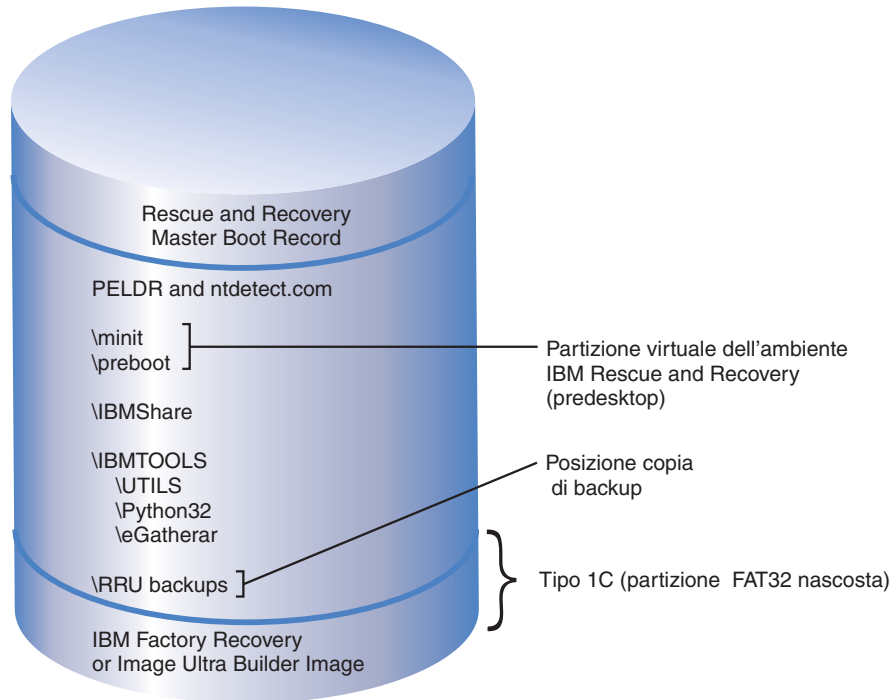 Rescue and Recovery
Master Boot Record
PELDR and ntdetect.com
\minit
\preboot
Partizione virtuale dell'ambiente
IBM Rescue and Recovery
(predesktop)
\IBMShare
\IBMTOOLS
\UTILS
\Python32
\eGatherar
Posizione copia
di backup
\RRU backups
Tipo 1C (partizione FAT32 nascosta)
IBM Factory Recovery
or Image Ultra Builder Image